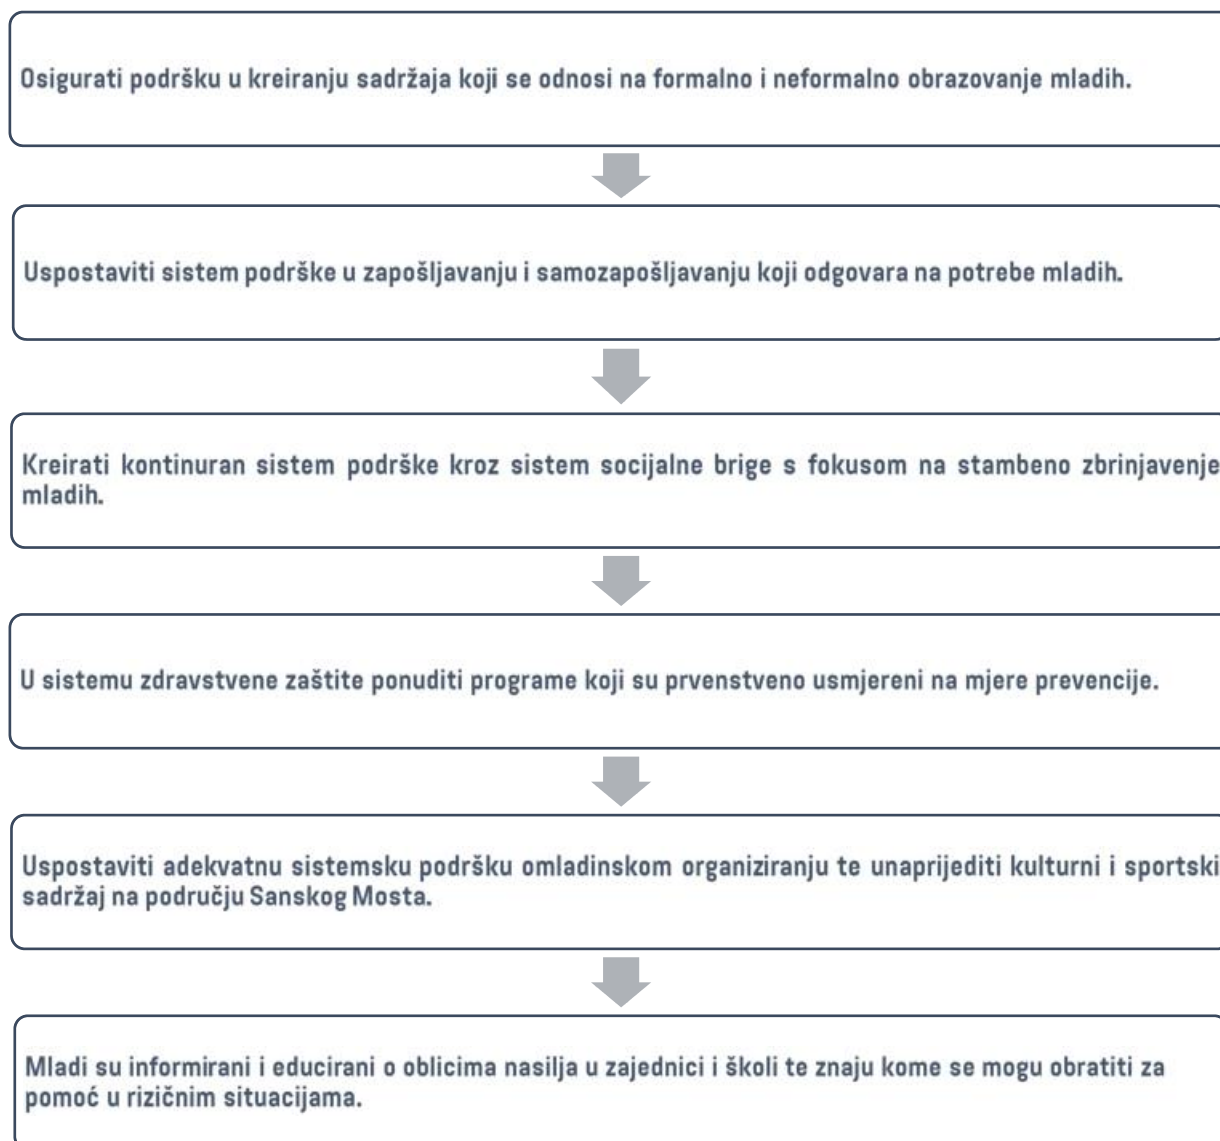 Osigurati podršku u kreiranju sadržaja koji se odnosi na formalno i neformalno obrazovanje mladih.
Uspostaviti sistem podrške u zapošljavanju i samozapošljavanju koji odgovara na potrebe mladih.
Kreirati kontinuran sistem podrške kroz sistem socijalne brige s fokusom na stambeno zbrinjavenje
mladih.
U sistemu zdravstvene zaštite ponuditi programe koji su prvenstveno usmjereni na mjere prevencije.
Uspostaviti adekvatnu sistemsku podršku omladinskom organiziranju te unaprijediti kulturni i sportski
sadržaj na području Sanskog Mosta.
Mladi su informirani i educirani o oblicima nasilja u zajednici i školi te znaju kome se mogu obratiti za
pomoć u rizičnim situacijama.